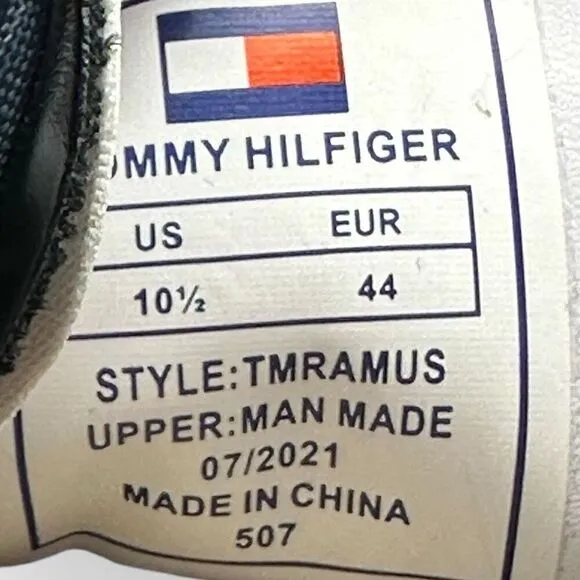 OMMY HILFIGER
US EUR
10½ 44
STYLE:TMRAMUS
UPPER:MAN MADE
07/2021
MADE IN CHINA
507